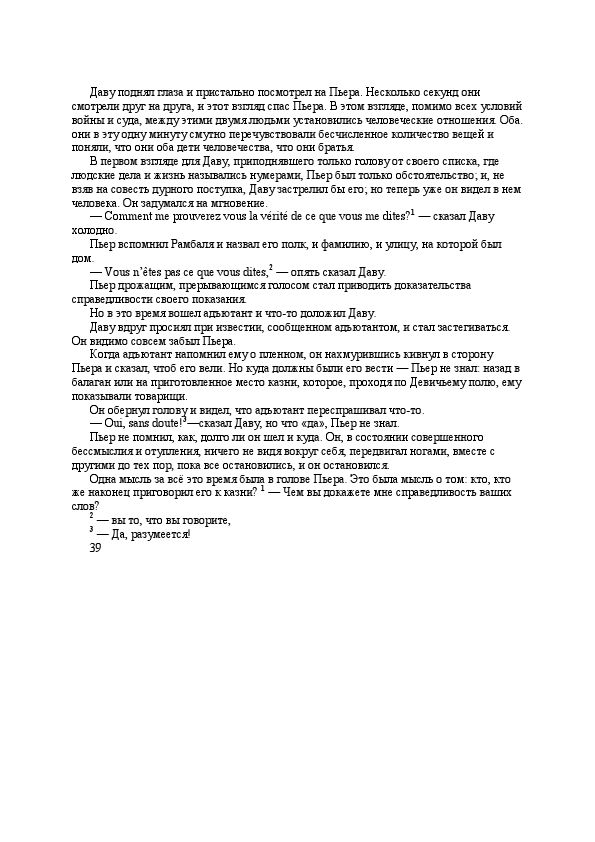 Даву поднял глаза и пристально посмотрел на Пьера. Несколько секунд они
смотрели друг на друга, и этот взгляд спас Пьера. В этом взгляде, помимо всех условий
войны и суда, между этими двумя людьми установились человеческие отношения. Оба.
они в эту одну минуту смутно перечувствовали бесчисленное количество вещей и
поняли, что они оба дети человечества, что они братья.
В первом взгляде для Даву, приподнявшего только голову от своего списка, где
людские дела и жизнь назывались нумерами, Пьер был только обстоятельство; и, не
взяв на совесть дурного поступка, Даву застрелил бы его; но теперь уже он видел в нем
человека. Он задумался на мгновение.
— Comment me prouverez vous la vérité de ce que vous me dites?¹ — сказал Даву
холодно.
Пьер вспомнил Рамбаля и назвал его полк, и фамилию, и улицу, на которой был
дом.
— Vous n’êtes pas ce que vous dites,² — опять сказал Даву.
Пьер дрожащим, прерывающимся голосом стал приводить доказательства
справедливости своего показания.
Но в это время вошел адъютант и что-то доложил Даву.
Даву вдруг просиял при известии, сообщенном адъютантом, и стал застегиваться.
Он видимо совсем забыл Пьера.
Когда адъютант напомнил ему о пленном, он нахмурившись кивнул в сторону
Пьера и сказал, чтоб его вели. Но куда должны были его вести — Пьер не знал: назад в
балаган или на приготовленное место казни, которое, проходя по Девичьему полю, ему
показывали товарищи.
Он обернул голову и видел, что адъютант переспрашивал что-то.
— Oui, sans doute!³—сказал Даву, но что «да», Пьер не знал.
Пьер не помнил, как, долго ли он шел и куда. Он, в состоянии совершенного
бессмыслия и отупления, ничего не видя вокруг себя, передвигал ногами, вместе с
другими до тех пор, пока все остановились, и он остановился.
Одна мысль за всё это время была в голове Пьера. Это была мысль о том: кто, кто
же наконец приговорил его к казни? ¹ — Чем вы докажете мне справедливость ваших
слов?
² — вы то, что вы говорите,
³ — Да, разумеется!
39